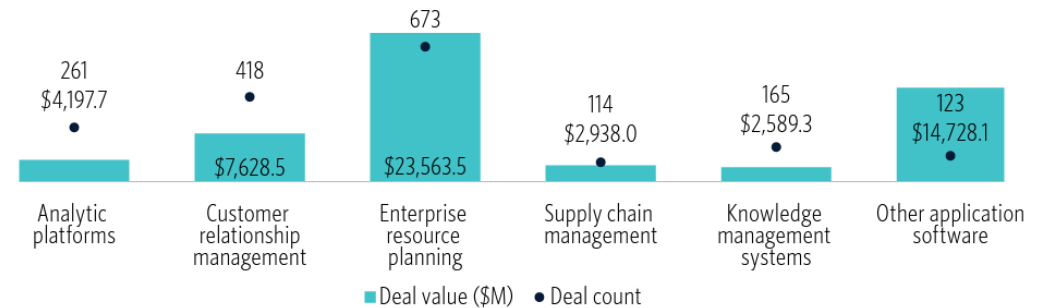 673
261
$4,197.7
418
114
$2,938.0
165
$2,589.3
123
$14,728.1
$7,628.5
$23,563.5
Analytic
platforms
Customer
relationship
management
Enterprise
resource
planning
Supply chain
management
Knowledge
management
systems
Other application
software
Deal value ($M)
Deal count